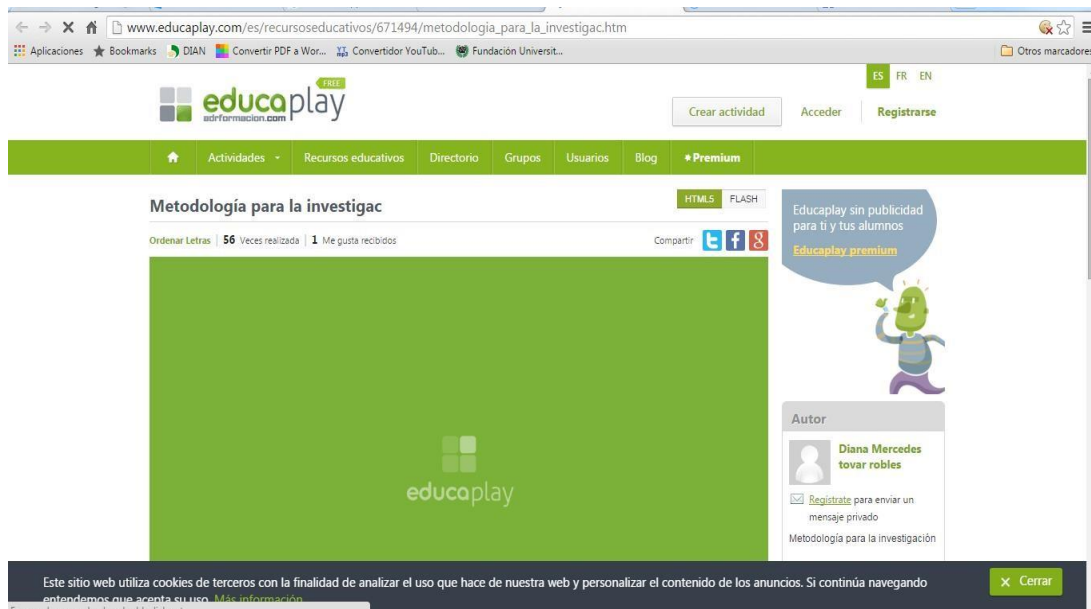 www.educaplay.com/es/recursoseducativos/671494/metodologia_para_la_investigac.htm
Aplicaciones Bookmarks DIAN Convertir PDF a Wor... Convertidor YouTub... Fundación Universit... Otros marcadores
ES FR EN
FREE
educaplay
adrformacion.com
Crear actividad Acceder Registrarse
Actividades Recursos educativos Directorio Grupos Usuarios Blog Premium
Metodología para la investigac
HTML5 FLASH
Ordenar Letras 56 Veces realizada 1 Me gusta recibidos
Compartir
Educaplay sin publicidad
para ti y tus alumnos
Educaplay premium
educaplay
Autor
Diana Mercedes
tovar robles
Regístrate para enviar un
mensaje privado
Metodología para la investigación
Este sitio web utiliza cookies de terceros con la finalidad de analizar el uso que hace de nuestra web y personalizar el contenido de los anuncios. Si continúa navegando
entendemos que acepta su uso. Más información
Cerrar